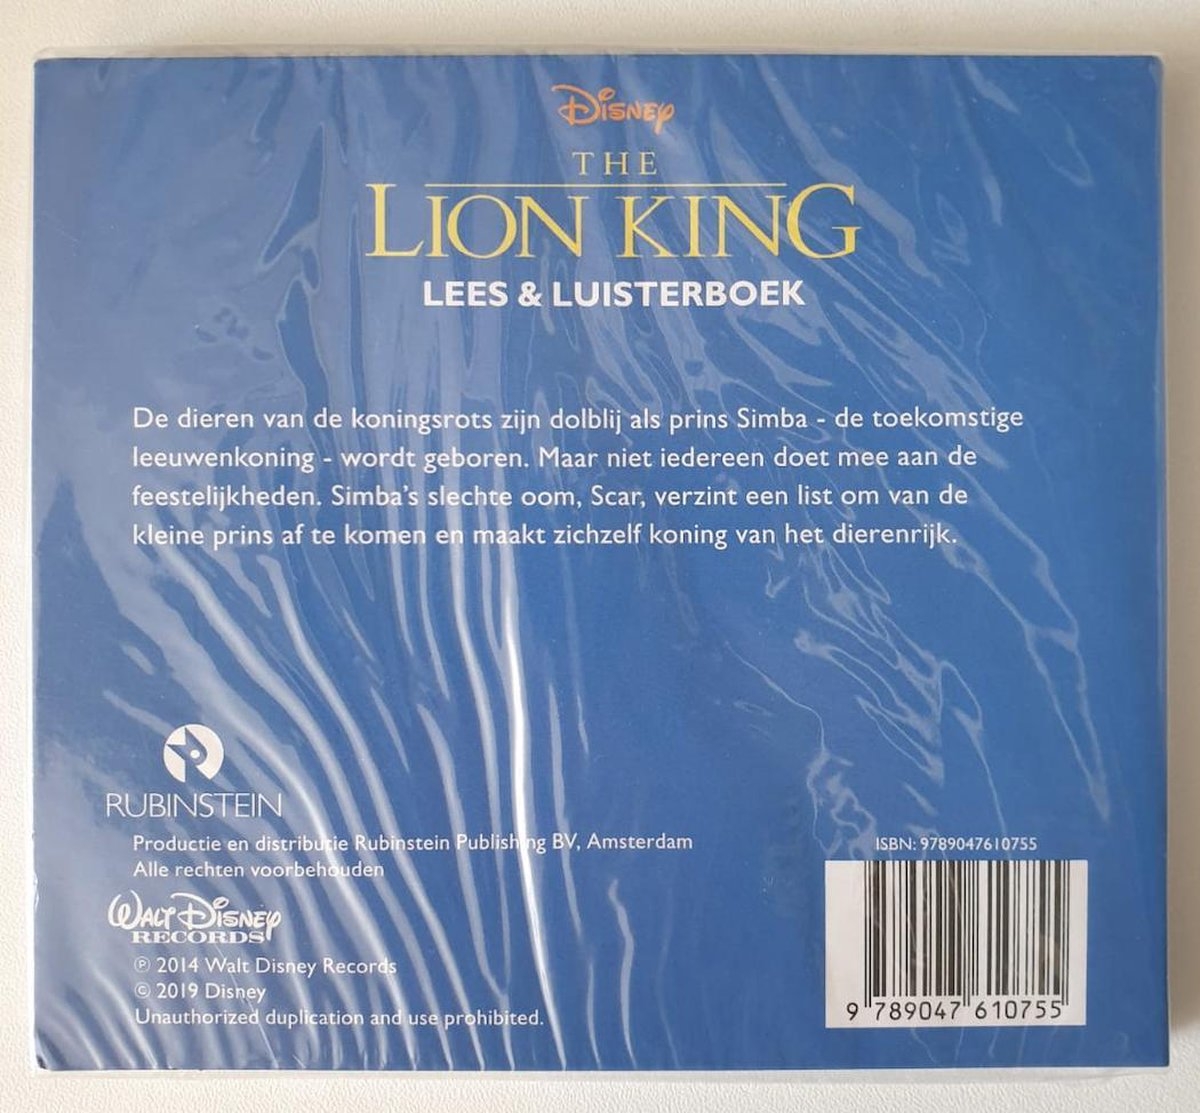 Disney
THE
LION KING
LEES & LUISTERBOEK
De dieren van de koningsrots zijn dolblij als prins Simba - de toekomstige
leeuwenkoning - wordt geboren. Maar niet iedereen doet mee aan de
feestelijkheden. Simba's slechte oom, Scar, verzint een list om van de
kleine prins af te komen en maakt zichzelf koning van het dierenrijk.
RUBINSTEIN
Productie en distributie Rubinstein Publishing BV, Amsterdam
Alle rechten voorbehouden
WALT DISNEY
RECORDS
℗ 2014 Walt Disney Records
© 2019 Disney
Unauthorized duplication and use prohibited.
ISBN: 9789047610755
9 789047 610755